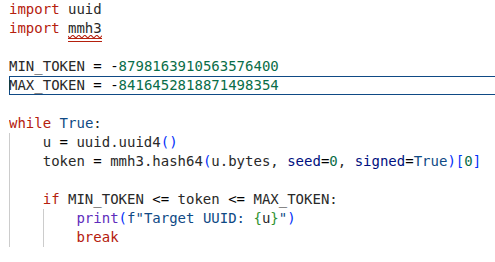 import uuid
import mmh3

MIN_TOKEN = -8798163910563576400
MAX_TOKEN = -8416452818871498354

while True:
    u = uuid.uuid4()
    token = mmh3.hash64(u.bytes, seed=0, signed=True)[0]

    if MIN_TOKEN <= token <= MAX_TOKEN:
        print(f"Target UUID: {u}")
        break